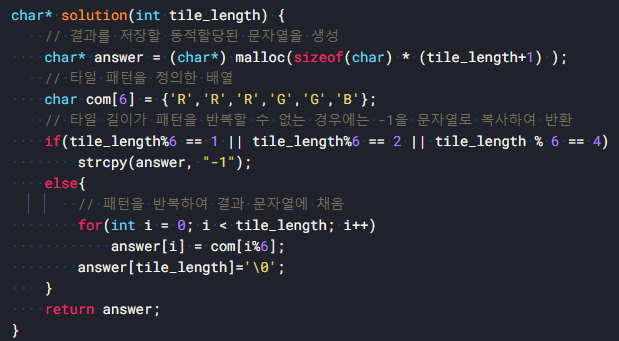 char* solution(int tile_length) {
    // 결과를 저장할 동적할당된 문자열을 생성
    char* answer = (char*) malloc(sizeof(char) * (tile_length+1) );
    // 타일 패턴을 정의한 배열
    char com[6] = {'R','R','R','G','G','B'};
    // 타일 길이가 패턴을 반복할 수 없는 경우에는 -1을 문자열로 복사하여 반환
    if(tile_length%6 == 1 || tile_length%6 == 2 || tile_length % 6 == 4)
        strcpy(answer, "-1");
    else{
        // 패턴을 반복하여 결과 문자열에 채움
        for(int i = 0; i < tile_length; i++)
            answer[i] = com[i%6];
        answer[tile_length]='\0';
    }
    return answer;
}